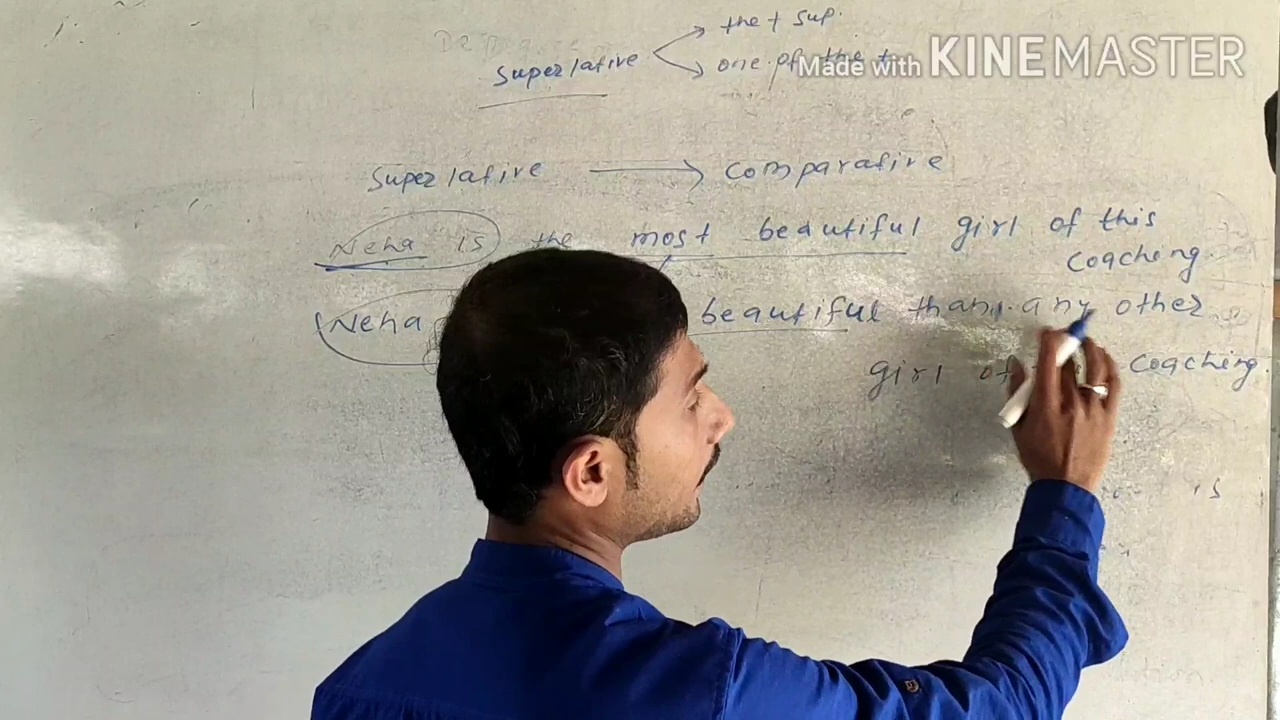 the + sup.
Superlative
one of the +
Made with KINEMASTER
Superlative → Comparative
Neha is the most beautiful girl of this
coaching.
Neha beautiful than any other
girl of coaching.
is